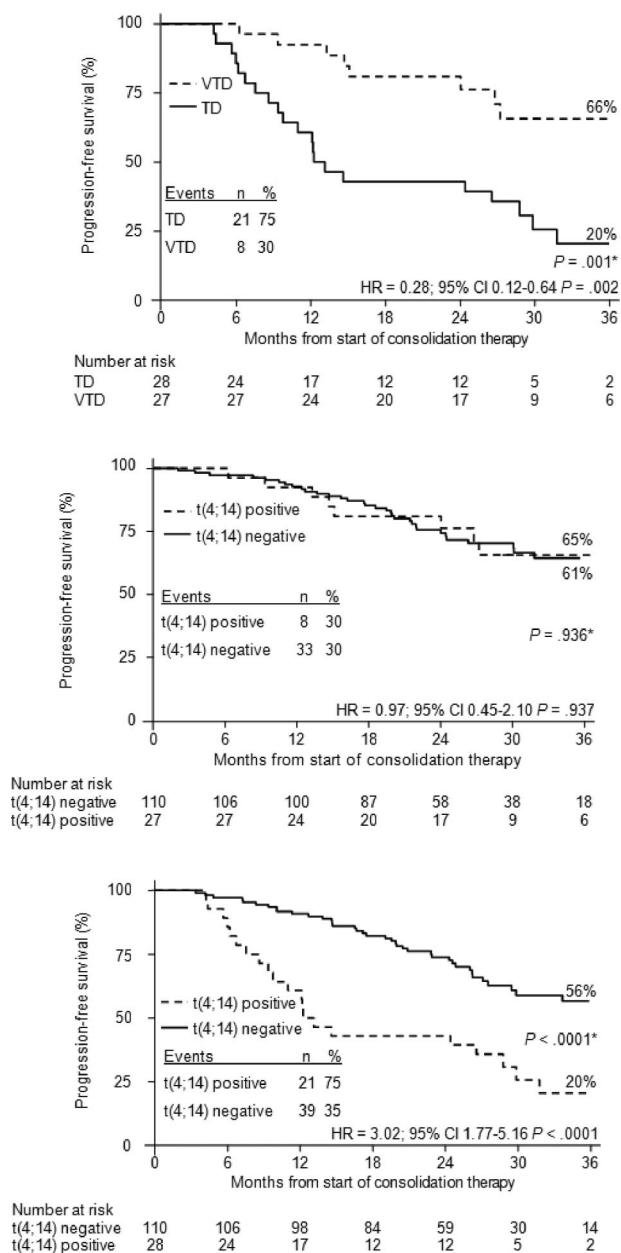 Progression-free survival (%)
100
75
50
25
0
VTD
TD
66%
20%
Events n %
TD 21 75
VTD 8 30
P = .001*
HR = 0.28; 95% CI 0.12-0.64 P = .002
0 6 12 18 24 30 36
Months from start of consolidation therapy
Number at risk
TD 28 24 17 12 12 5 2
VTD 27 27 24 20 17 9 6
Progression-free survival (%)
100
75
50
25
0
t(4;14) positive
t(4;14) negative
65%
61%
Events n %
t(4;14) positive 8 30
t(4;14) negative 33 30
P = .936*
HR = 0.97; 95% CI 0.45-2.10 P = .937
0 6 12 18 24 30 36
Months from start of consolidation therapy
Number at risk
t(4;14) negative 110 106 100 87 58 38 18
t(4;14) positive 27 27 24 20 17 9 6
Progression-free survival (%)
100
75
50
25
0
t(4;14) positive
t(4;14) negative
56%
20%
P < .0001*
Events n %
t(4;14) positive 21 75
t(4;14) negative 39 35
HR = 3.02; 95% CI 1.77-5.16 P < .0001
0 6 12 18 24 30 36
Months from start of consolidation therapy
Number at risk
t(4;14) negative 110 106 98 84 59 30 14
t(4;14) positive 28 24 17 12 12 5 2